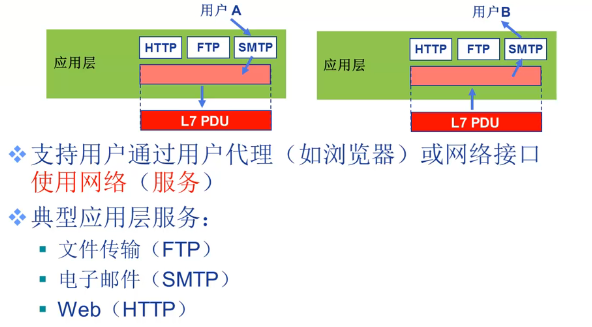 用户 A
用户B
HTTP FTP SMTP
HTTP FTP SMTP
应用层
应用层
L7 PDU
L7 PDU
支持用户通过用户代理（如浏览器）或网络接口
使用网络（服务）
典型应用层服务：
文件传输（FTP）
电子邮件（SMTP）
Web（HTTP）